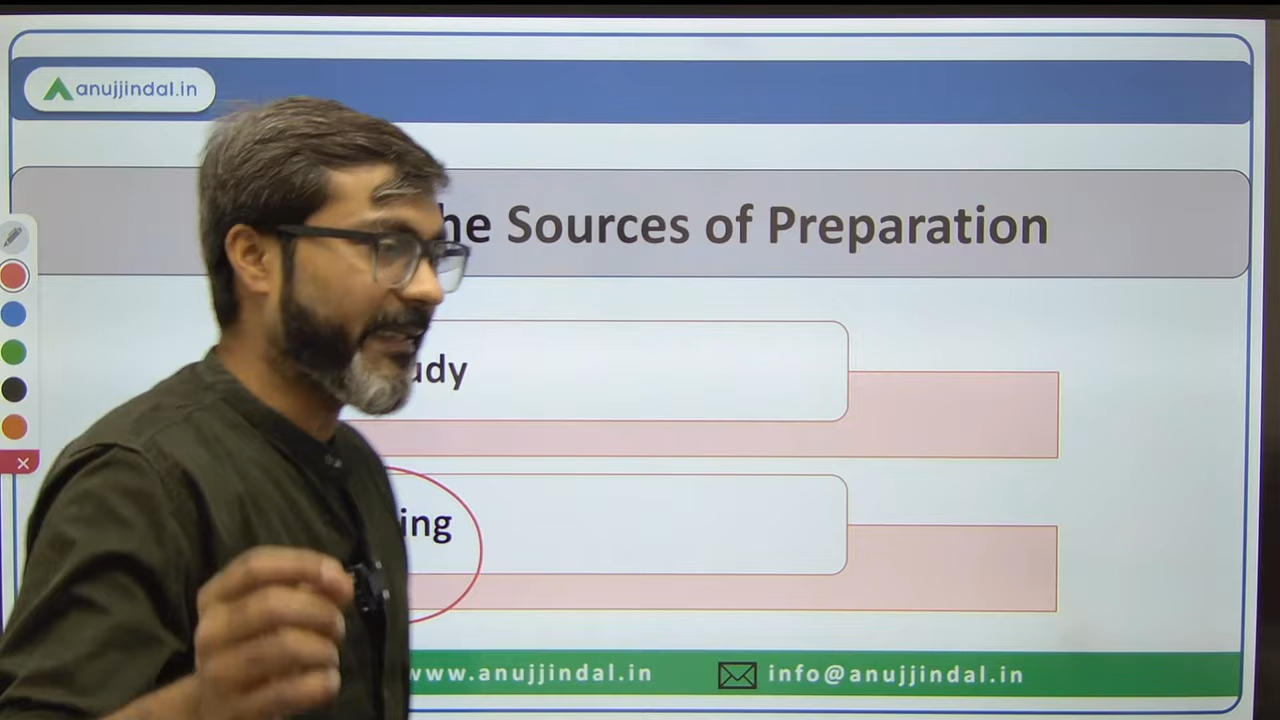 anujjindal.in
he Sources of Preparation
udy
ing
www.anujjindal.in
info@anujjindal.in